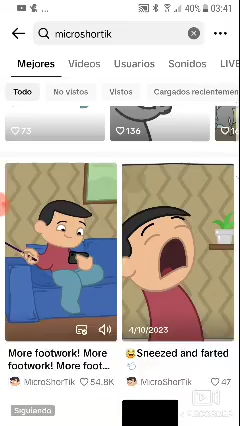 40% 03:41
microshortik
Mejores Videos Usuarios Sonidos LIVE
Todo No vistos Vistos Cargados recientemen
73 136
4/10/2023
More footwork! More footwork! More foot...
😂Sneezed and farted
MicroShorTik 54.8K MicroShorTik 47
Siguiendo